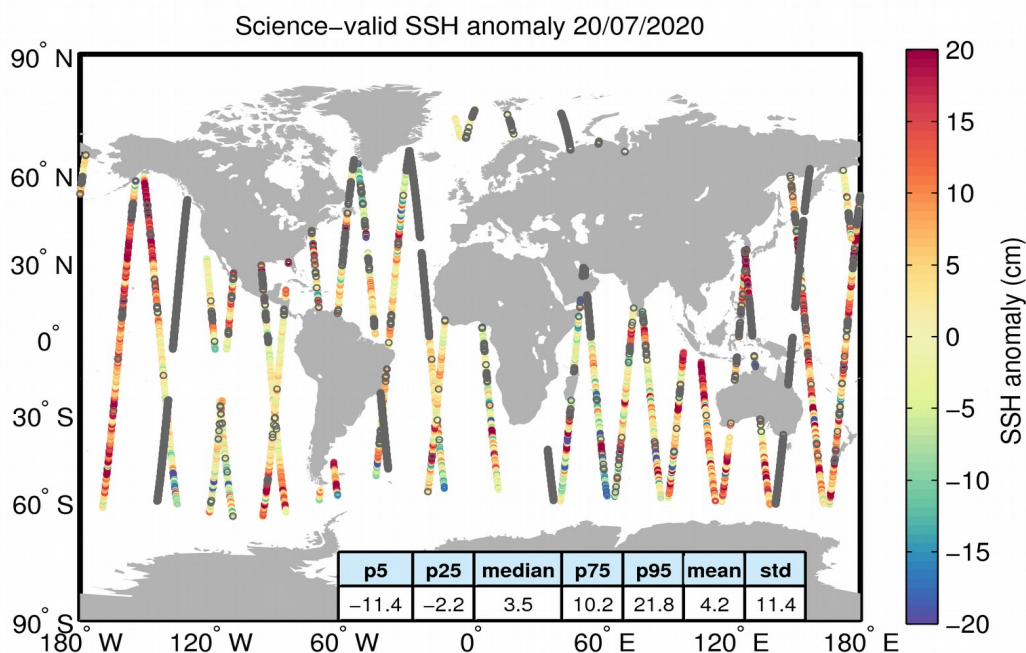 Science−valid SSH anomaly 20/07/2020
90° N
60° N
30° N
0°
30° S
60° S
90° S
180° W
120° W
60° W
0°
60° E
120° E
180° E
p5 p25 median p75 p95 mean std
−11.4 −2.2 3.5 10.2 21.8 4.2 11.4
20
15
10
5
0
−5
−10
−15
−20
SSH anomaly (cm)